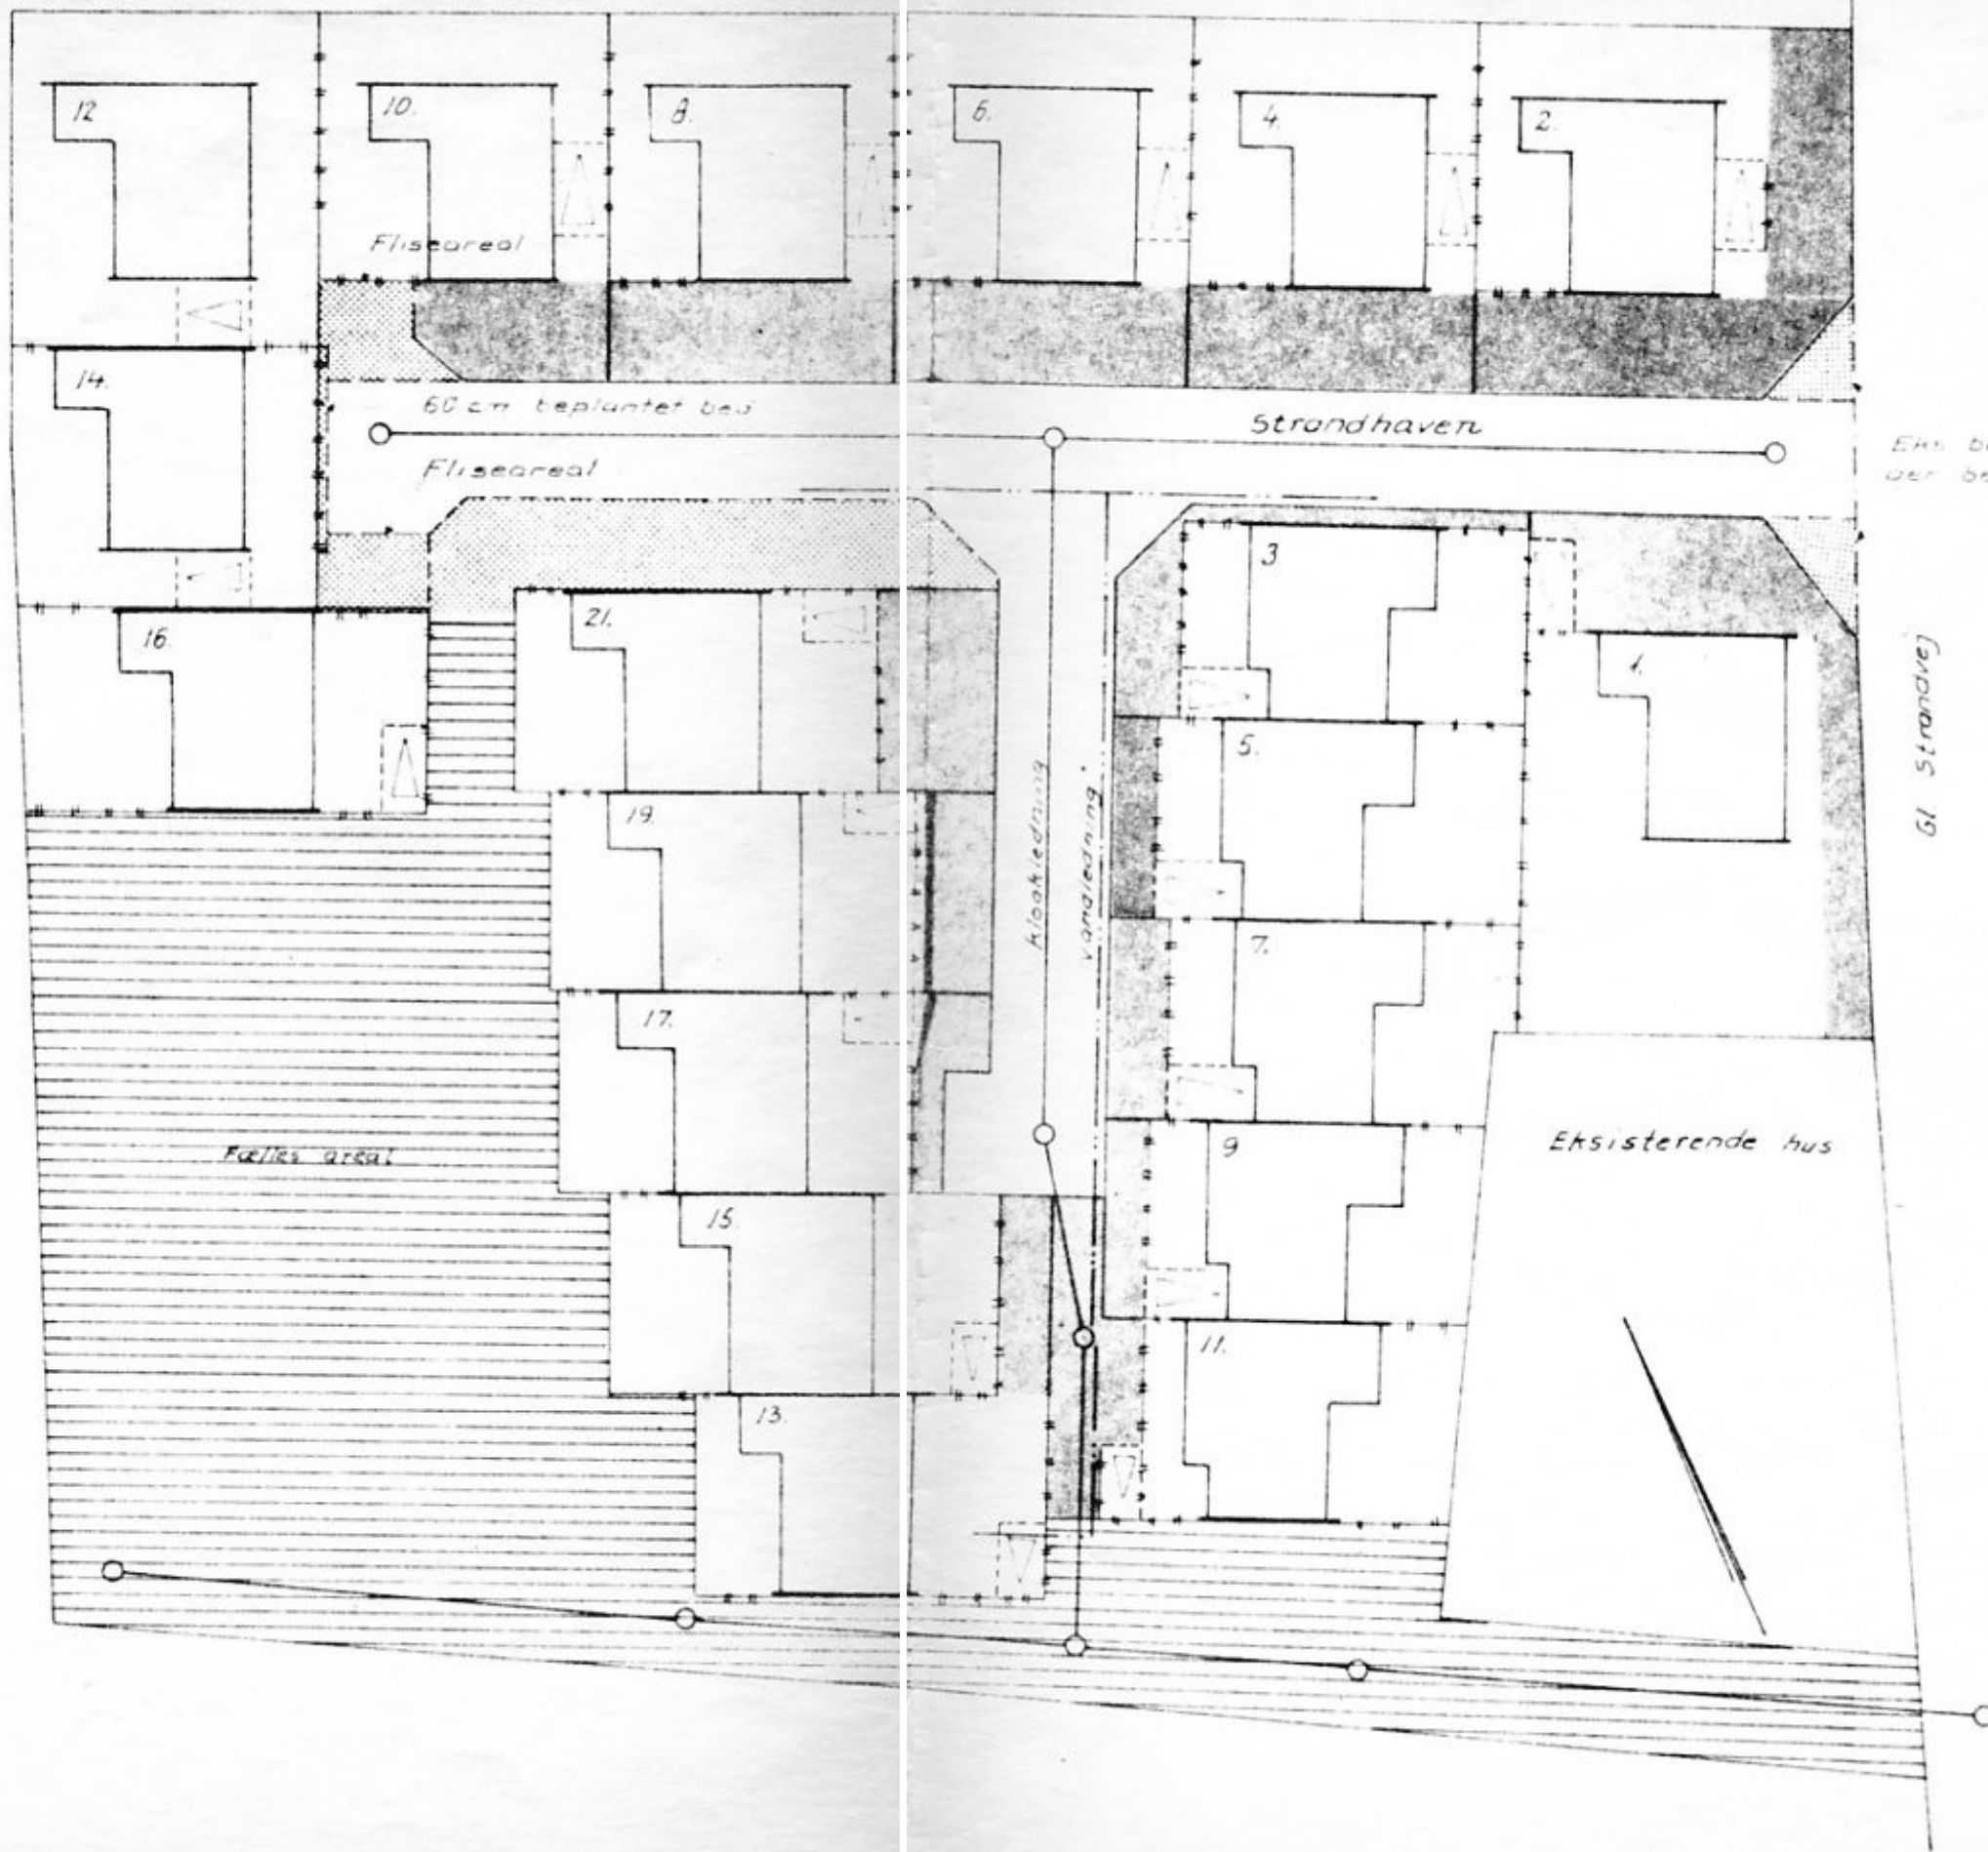 12
10.
8.
6.
4.
2.
Fliseareal
14.
60 cm beplantet bed
Strandhaven
Eks
Fliseareal
3
16.
21.
1.
Gl. Strandvej
5.
19.
kloakledning
vandledning
7.
17.
9
Eksisterende hus
Fælles areal
15.
11.
13.